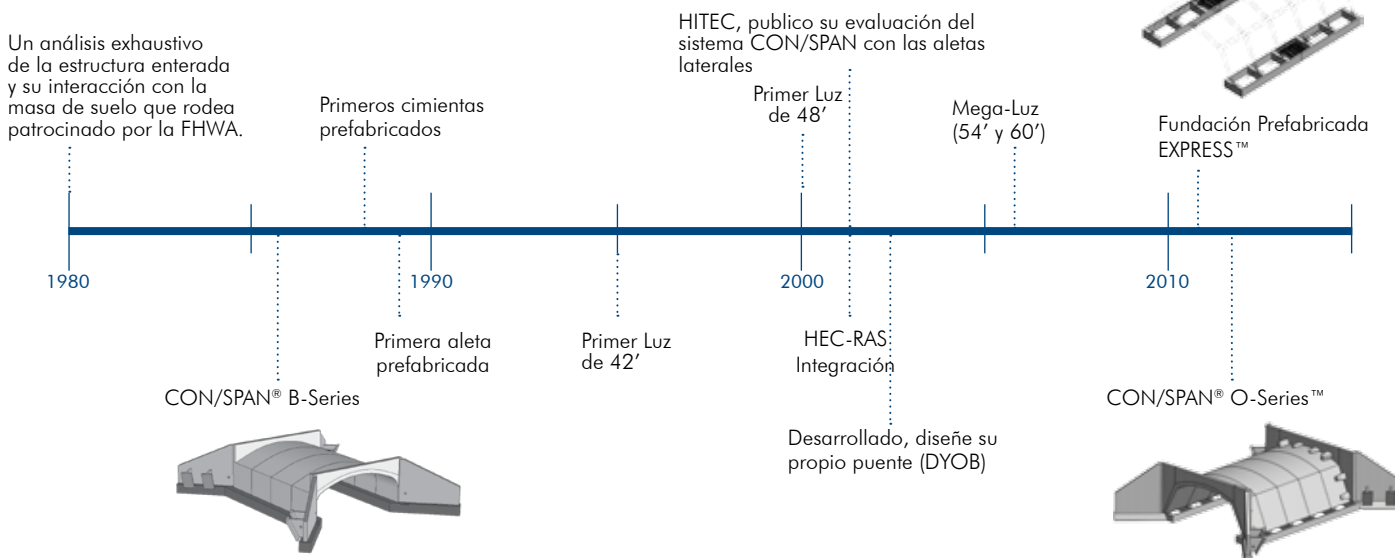 Un análisis exhaustivo
de la estructura enterada
y su interacción con la
masa de suelo que rodea
patrocinado por la FHWA.
Primeros cimientas
prefabricados
HITEC, publico su evaluación del
sistema CON/SPAN con las aletas
laterales
Primer Luz
de 48’
Mega-Luz
(54’ y 60’)
Fundación Prefabricada
EXPRESS™
1980
1990
2000
2010
Primera aleta
prefabricada
Primer Luz
de 42’
HEC-RAS
Integración
CON/SPAN® B-Series
CON/SPAN® O-Series™
Desarrollado, diseñe su
propio puente (DYOB)